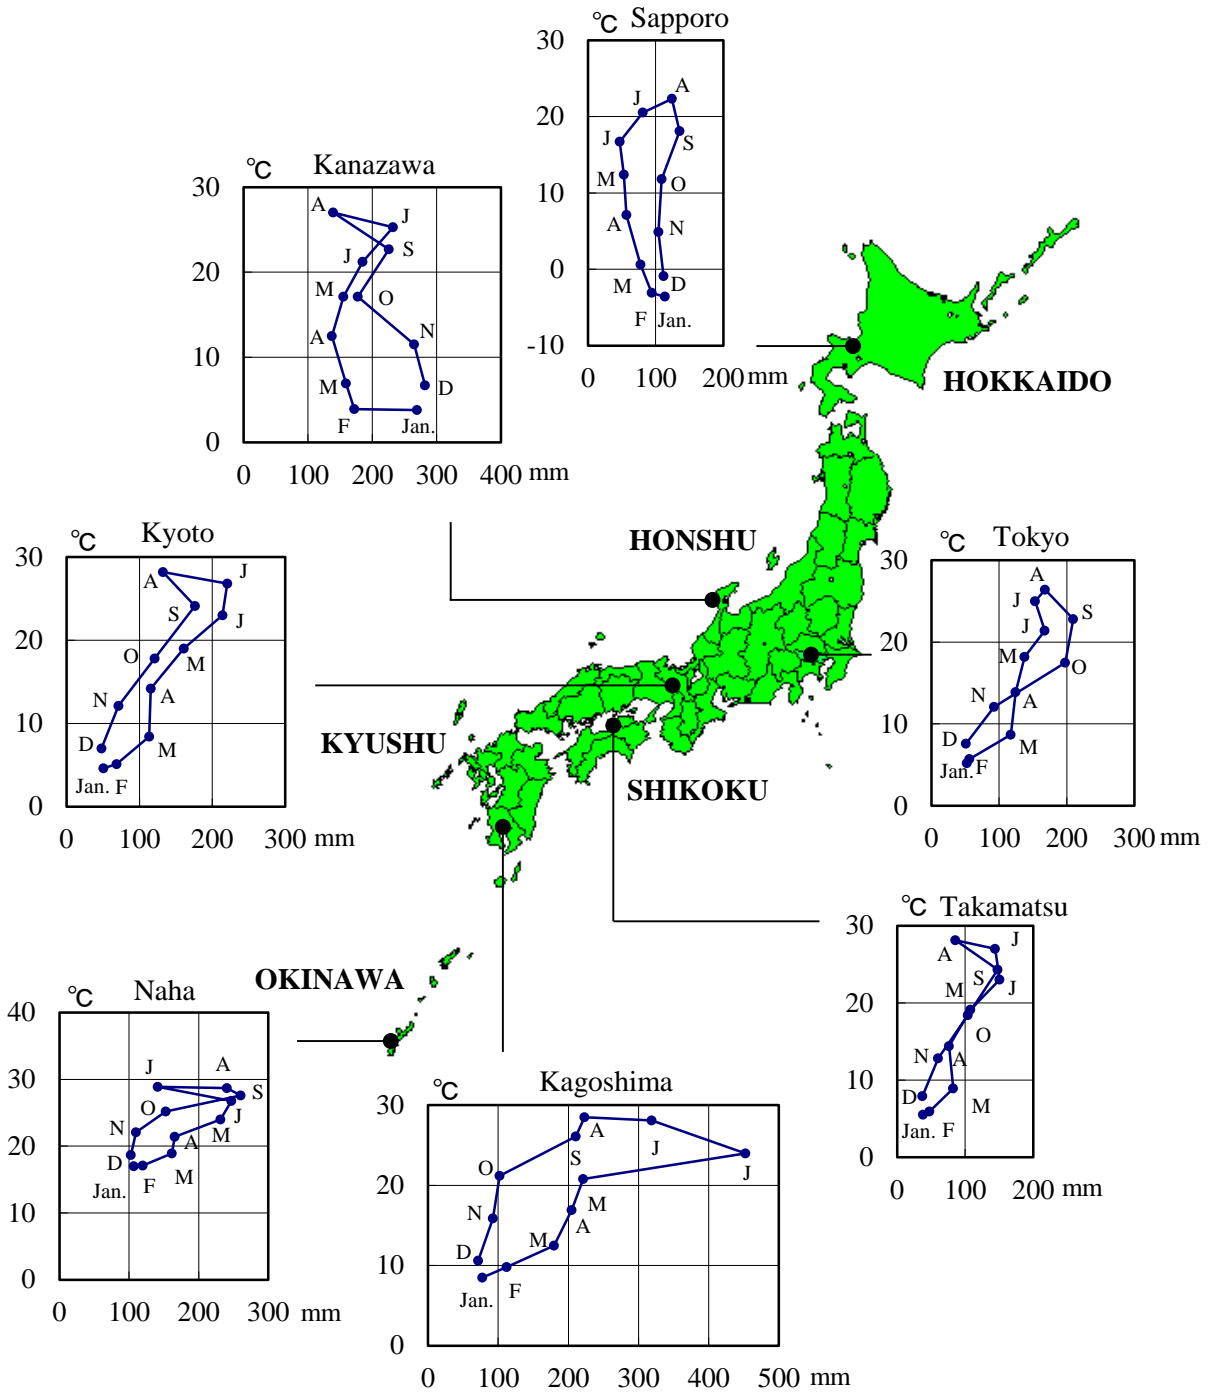 ℃ Sapporo
30
20
10
0
-10
A
J
S
J
M
O
A
N
M
D
F
Jan.
0 100 200 mm
℃ Kanazawa
30
20
10
0
A
J
S
J
M
O
A
N
M
D
F
Jan.
0 100 200 300 400 mm
HOKKAIDO
HONSHU
℃ Kyoto
30
20
10
0
A
J
S
J
O
M
N
A
D
M
Jan. F
0 100 200 300 mm
℃ Tokyo
30
20
10
0
A
J
S
J
M
O
N
A
D
M
Jan. F
0 100 200 300 mm
KYUSHU
SHIKOKU
℃ Takamatsu
30
20
10
0
J
A
S
J
M
O
N
A
D
M
Jan. F
0 100 200 mm
OKINAWA
℃ Naha
40
30
20
10
0
J
A
S
O
J
N
M
A
D
M
Jan. F
0 100 200 300 mm
℃ Kagoshima
30
20
10
0
A
J
S
J
O
M
N
A
M
D
F
Jan.
0 100 200 300 400 500 mm